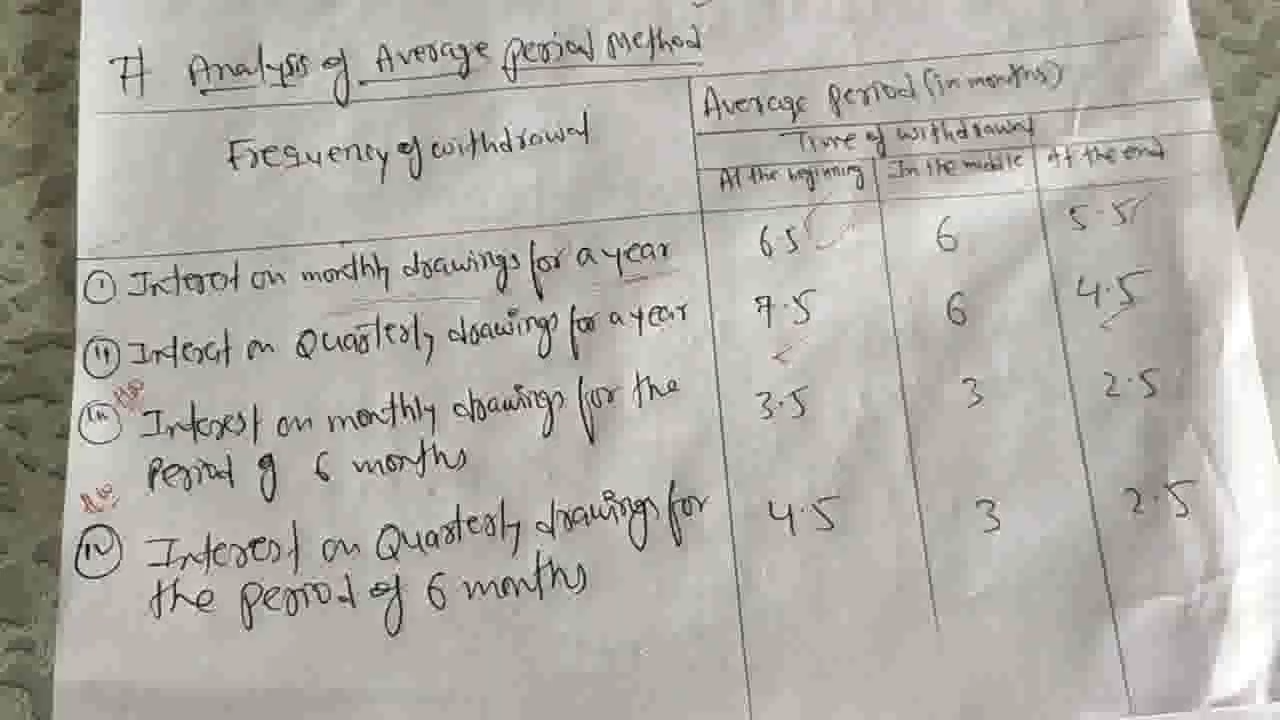 7) Analysis of Average period Method
Average period (in months)
Frequency of withdrawal
Time of withdrawal
At the beginning In the middle At the end
(i) Interest on monthly drawings for a year 6.5 6 5.5
(ii) Interest on Quarterly drawings for a year 7.5 6 4.5
(iii) Interest on monthly drawings for the 3.5 3 2.5
Period of 6 months
(iv) Interest on Quarterly drawings for 4.5 3 2.5
the period of 6 months